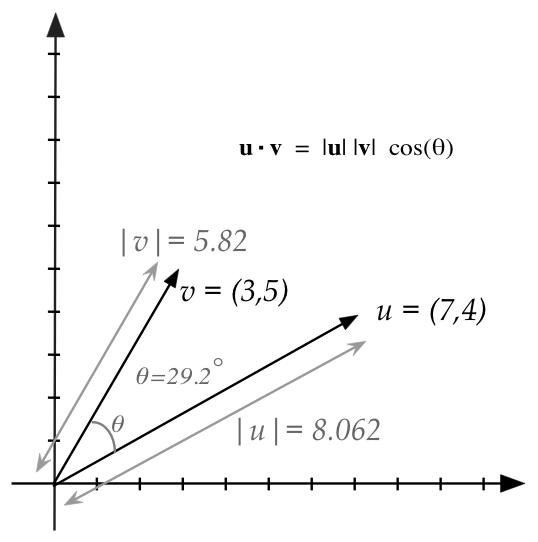 u · v = |u| |v| cos(θ)
|v| = 5.82
v = (3,5)
u = (7,4)
θ=29.2°
θ
|u| = 8.062